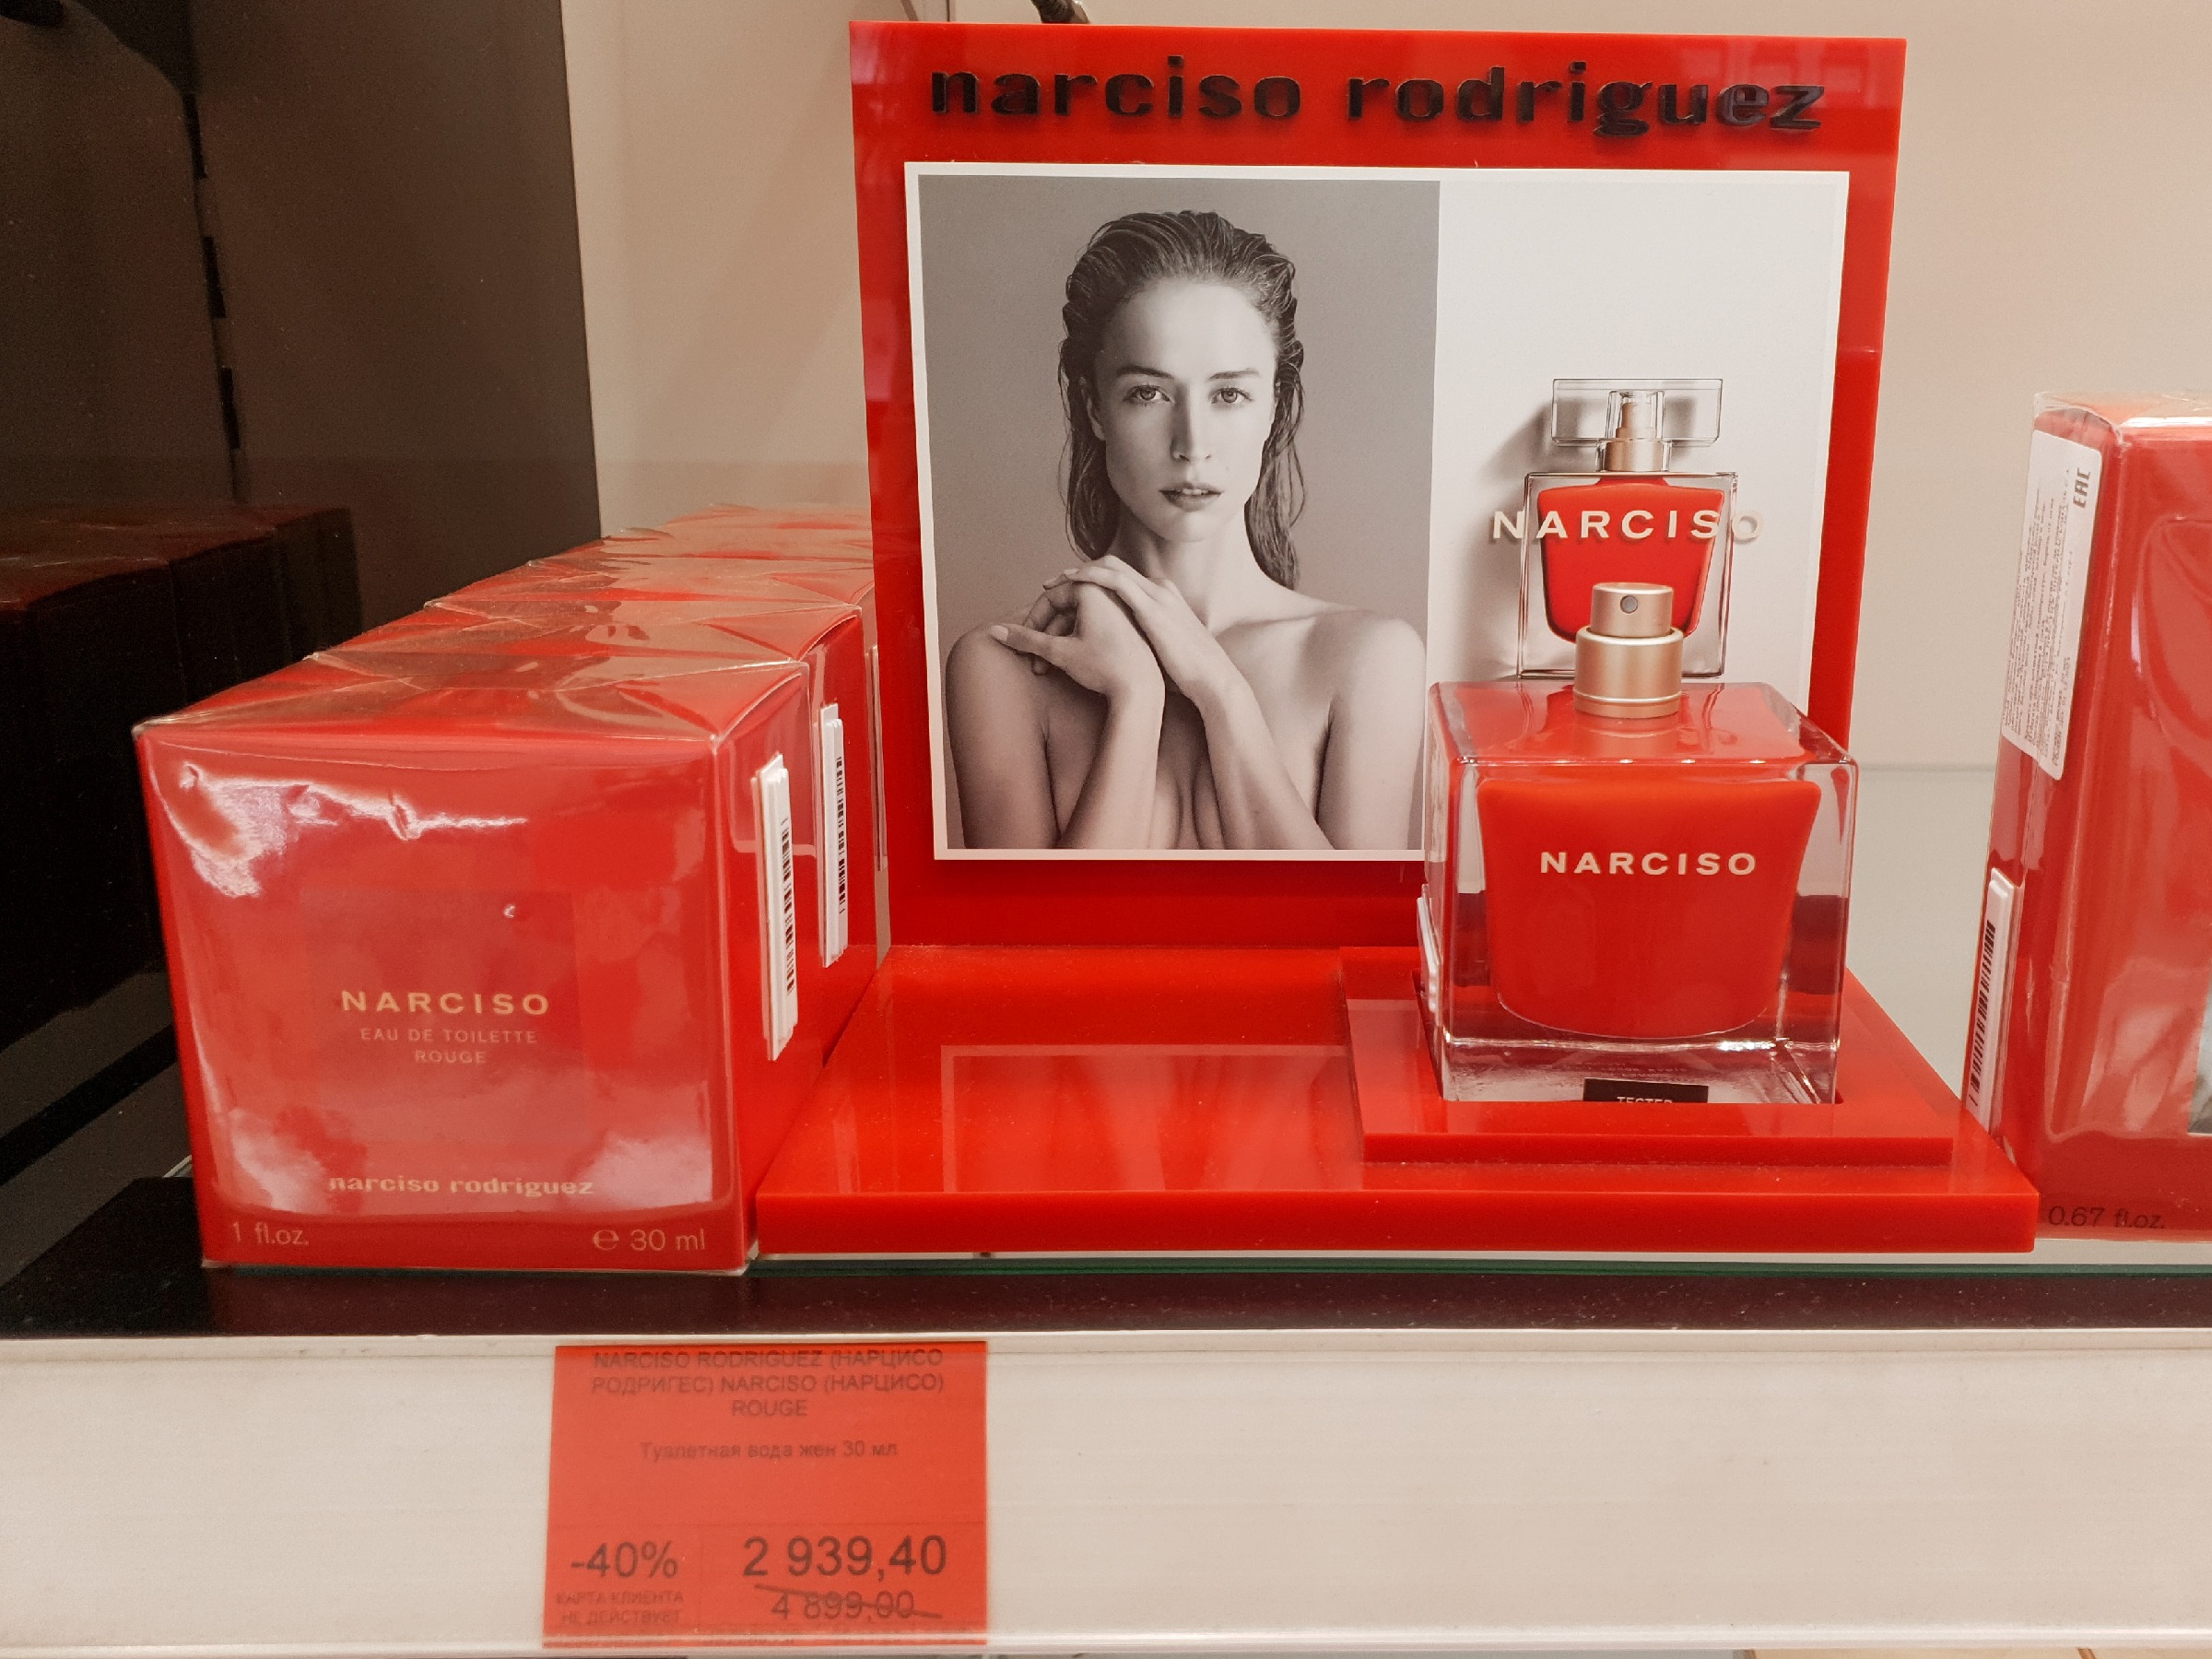 narciso rodriguez
NARCISO
NARCISO
TESTER
NARCISO
EAU DE TOILETTE
ROUGE
narciso rodriguez
1 fl.oz. e 30 ml
EAC
0.67 fl.oz.
NARCISO RODRIGUEZ (НАРЦИСО
РОДРИГЕС) NARCISO (НАРЦИСО)
ROUGE
Туалетная вода жен 30 мл
-40% 2 939,40
4 899,00
КАРТА КЛИЕНТА
НЕ ДЕЙСТВУЕТ